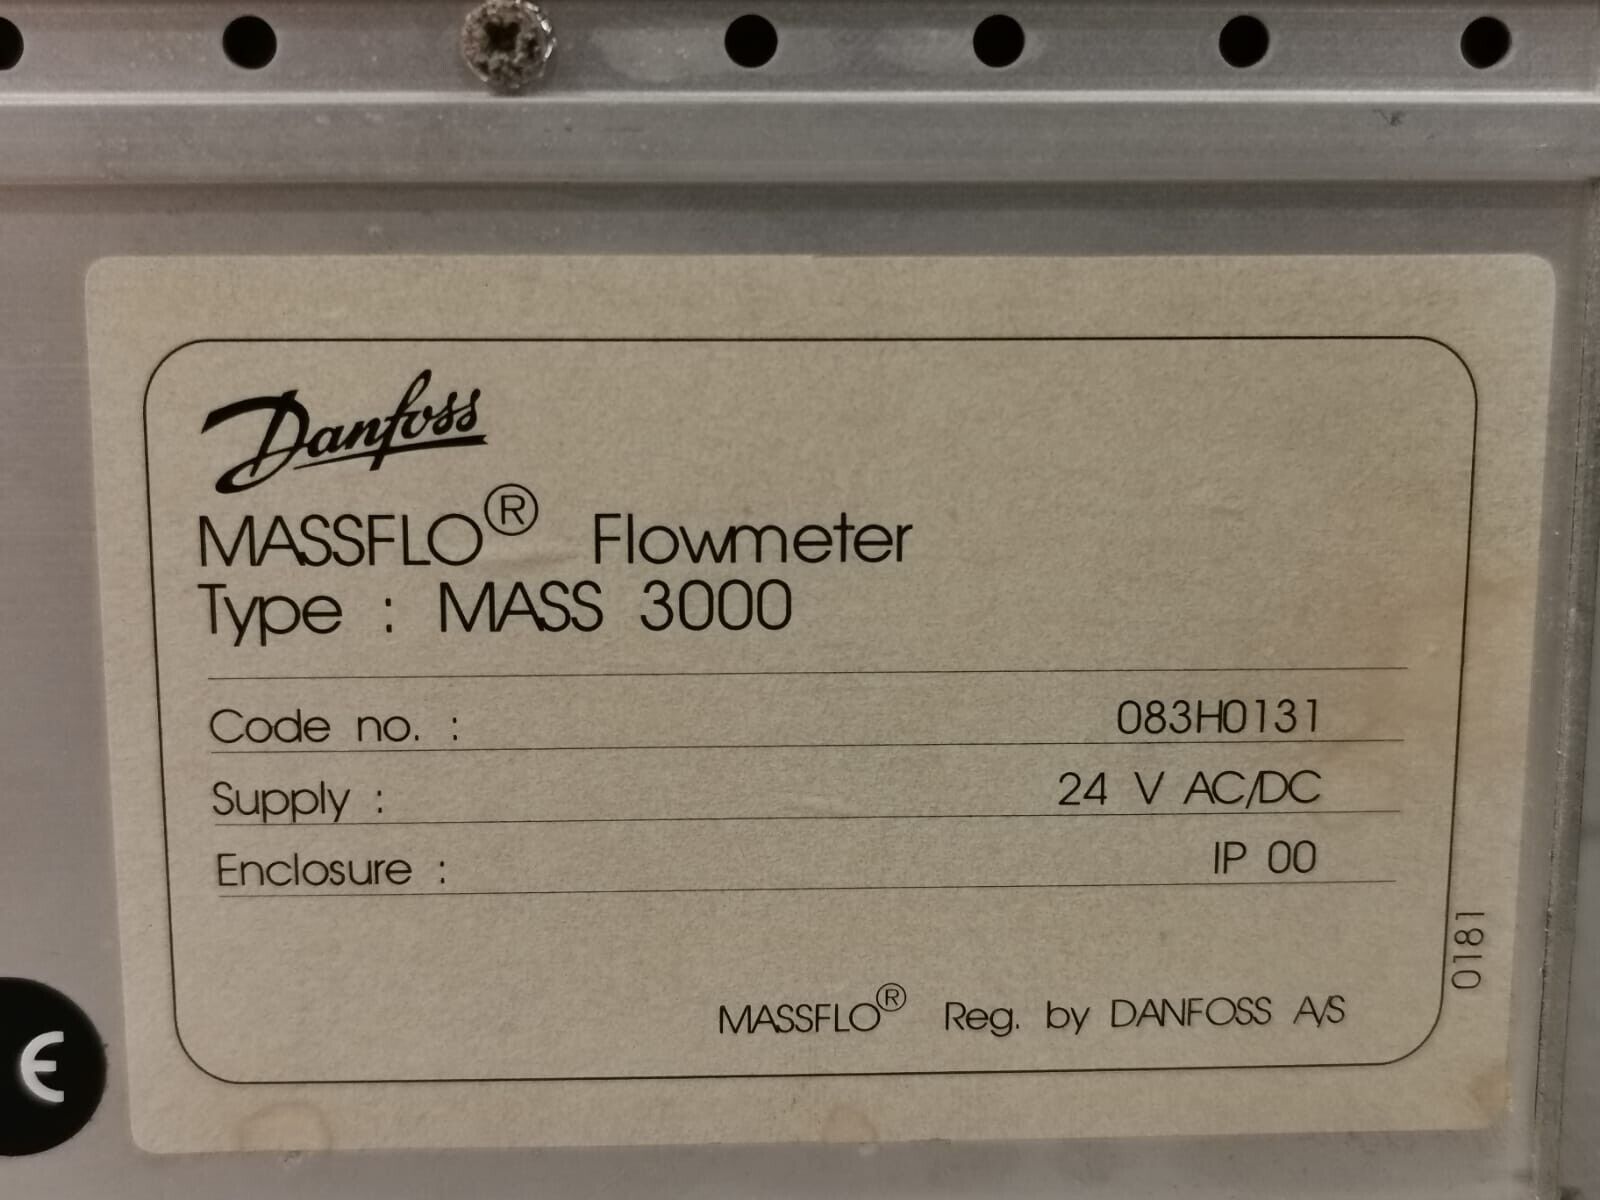 Danfoss
MASSFLO® Flowmeter
Type : MASS 3000
Code no. : 083H0131
Supply : 24 V AC/DC
Enclosure : IP 00
0181
MASSFLO® Reg. by DANFOSS A/S
C€